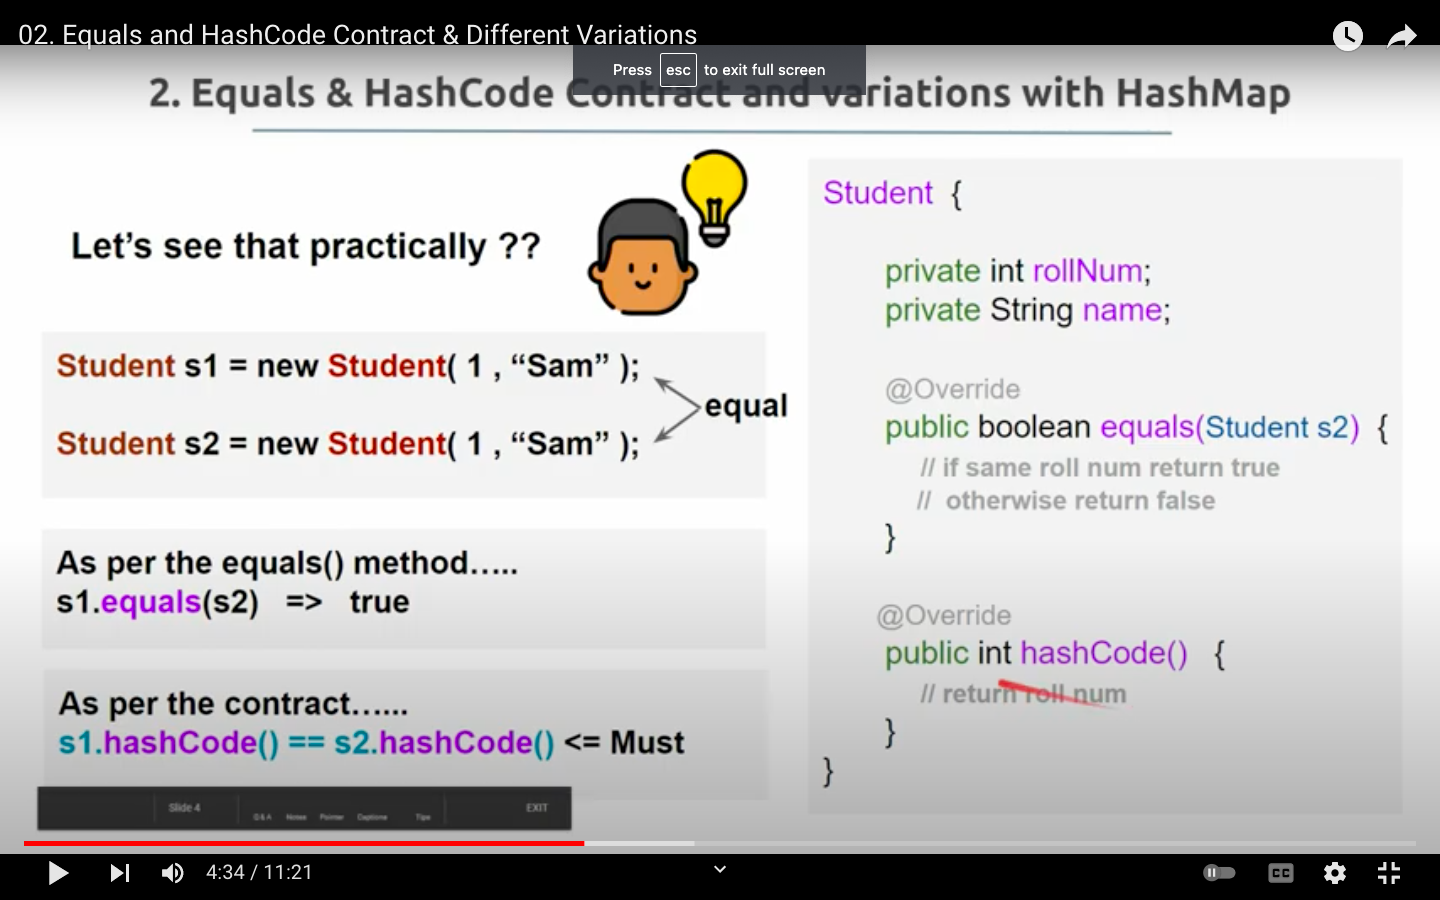 02. Equals and HashCode Contract & Different Variations
Press esc to exit full screen
2. Equals & HashCode Contract and variations with HashMap
Let’s see that practically ??
Student s1 = new Student( 1 , “Sam” );
equal
Student s2 = new Student( 1 , “Sam” );
As per the equals() method…..
s1.equals(s2) => true
As per the contract…...
s1.hashCode() == s2.hashCode() <= Must
Student {
private int rollNum;
private String name;
@Override
public boolean equals(Student s2) {
// if same roll num return true
// otherwise return false
}
@Override
public int hashCode() {
// return roll num
}
}
Slide 4
Q&A Notes Pointer Captions Tips
EXIT
4:34 / 11:21
CC